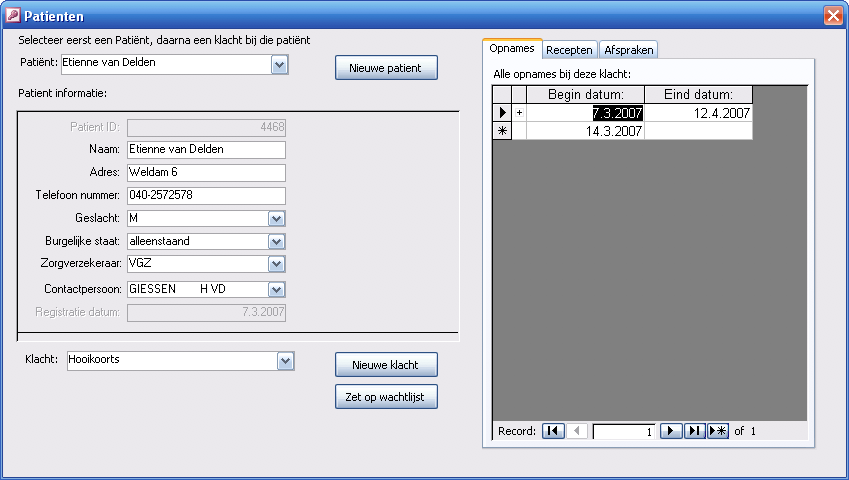 Patienten
Selecteer eerst een Patiënt, daarna een klacht bij die patiënt
Patiënt: Etienne van Delden
Nieuwe patient
Patient informatie:
Patient ID: 4468
Naam: Etienne van Delden
Adres: Weldam 6
Telefoon nummer: 040-2572578
Geslacht: M
Burgelijke staat: alleenstaand
Zorgverzekeraar: VGZ
Contactpersoon: GIESSEN H VD
Registratie datum: 7.3.2007
Klacht: Hooikoorts
Nieuwe klacht
Zet op wachtlijst
Opnames Recepten Afspraken
Alle opnames bij deze klacht:
Begin datum: Eind datum:
+ 7.3.2007 12.4.2007
14.3.2007
Record: 1 of 1